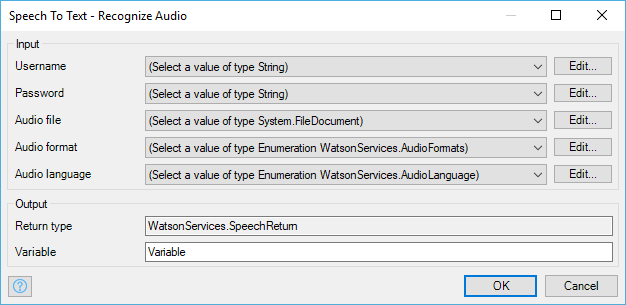 Speech To Text - Recognize Audio
Input
Username (Select a value of type String) Edit...
Password (Select a value of type String) Edit...
Audio file (Select a value of type System.FileDocument) Edit...
Audio format (Select a value of type Enumeration WatsonServices.AudioFormats) Edit...
Audio language (Select a value of type Enumeration WatsonServices.AudioLanguage) Edit...
Output
Return type WatsonServices.SpeechReturn
Variable Variable
? OK Cancel